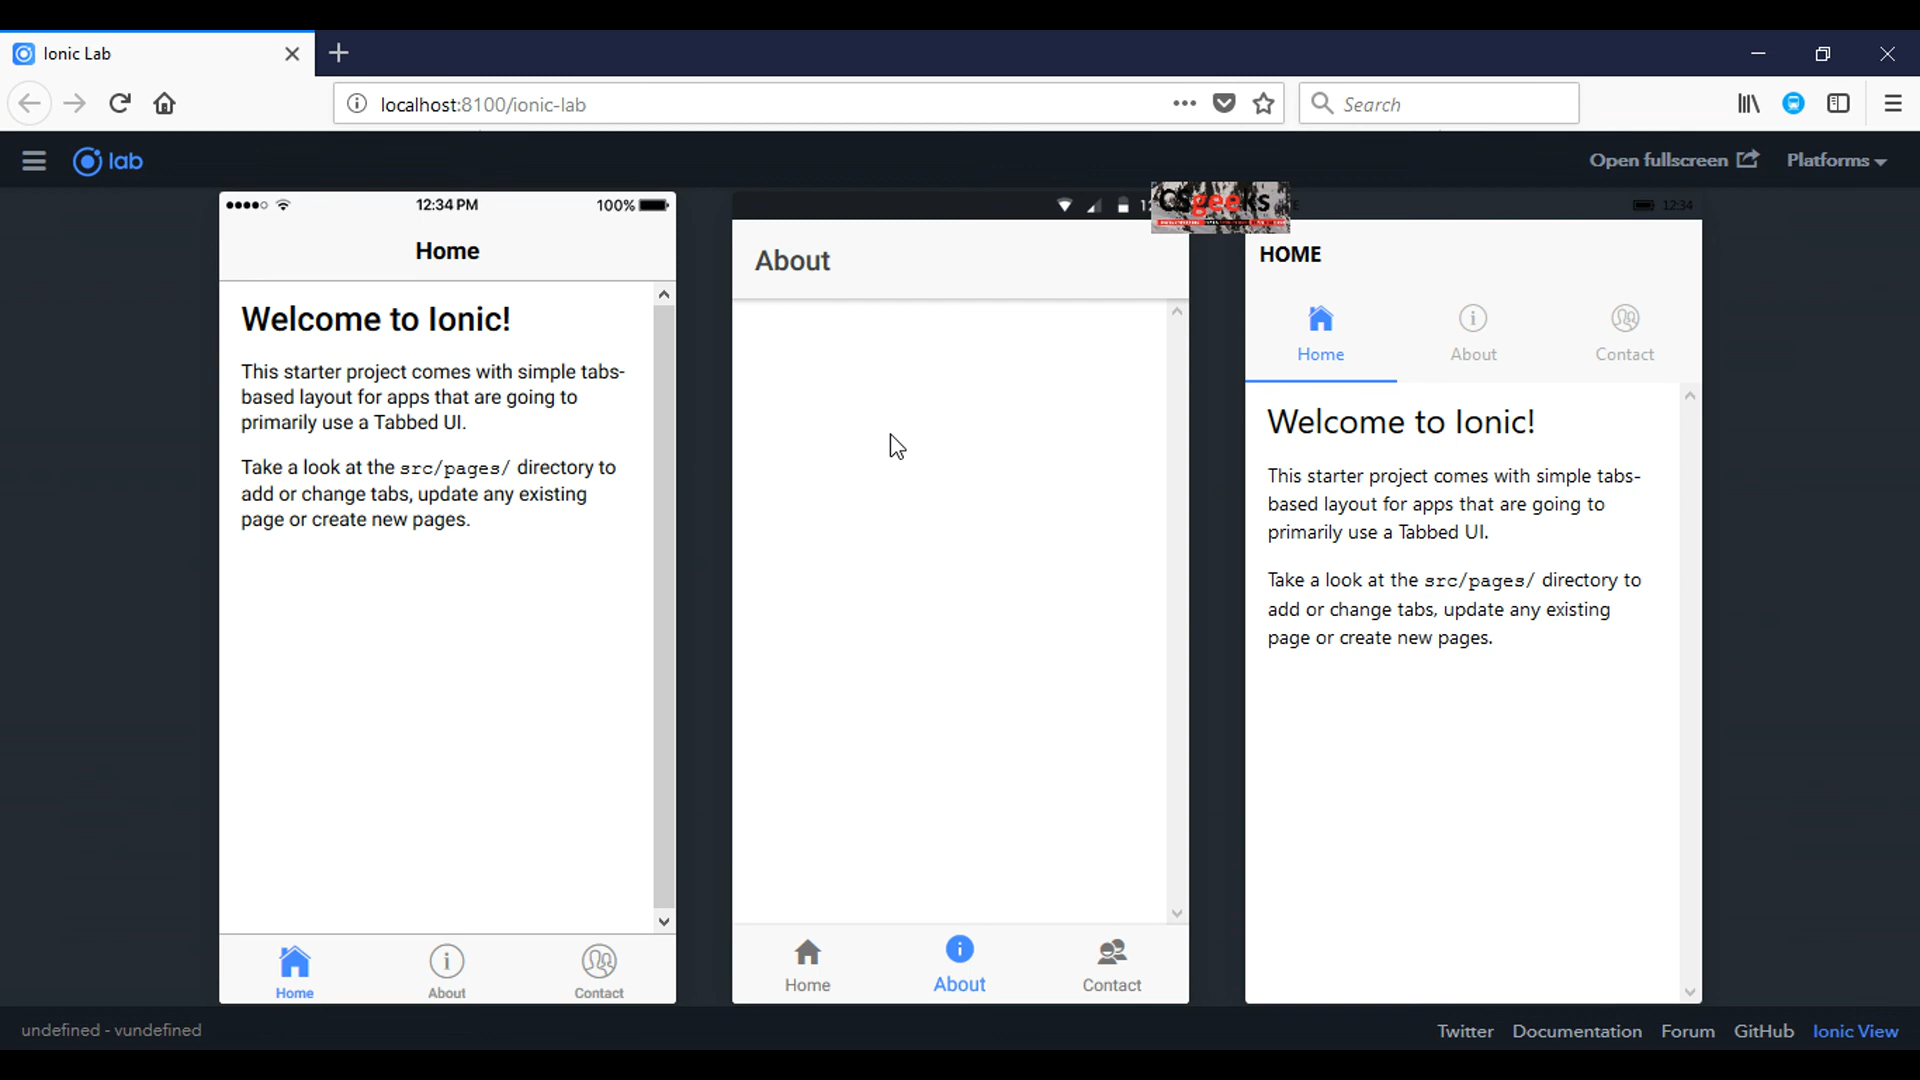 Ionic Lab
localhost:8100/ionic-lab
Search
lab
Open fullscreen
Platforms
12:34 PM
100%
Home
Welcome to Ionic!
This starter project comes with simple tabs-
based layout for apps that are going to
primarily use a Tabbed UI.
Take a look at the src/pages/ directory to
add or change tabs, update any existing
page or create new pages.
Home
About
Contact
CSgeeks
About
Home
About
Contact
12:34
HOME
Home
About
Contact
Welcome to Ionic!
This starter project comes with simple tabs-
based layout for apps that are going to
primarily use a Tabbed UI.
Take a look at the src/pages/ directory to
add or change tabs, update any existing
page or create new pages.
undefined - vundefined
Twitter
Documentation
Forum
GitHub
Ionic View